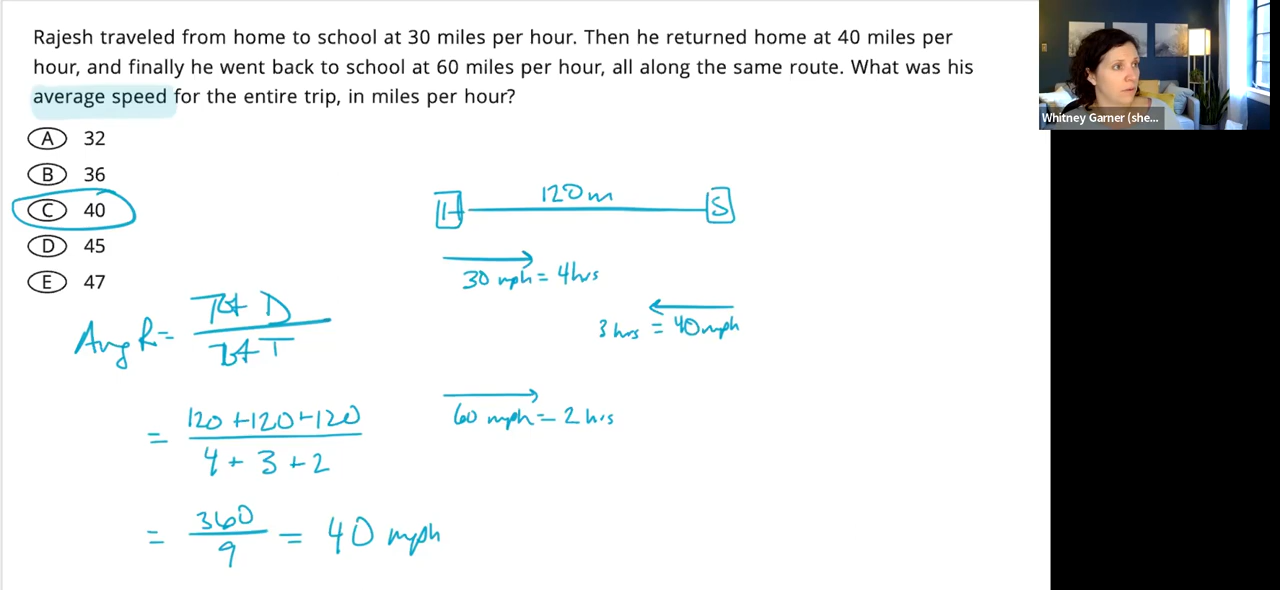 Rajesh traveled from home to school at 30 miles per hour. Then he returned home at 40 miles per
hour, and finally he went back to school at 60 miles per hour, all along the same route. What was his
average speed for the entire trip, in miles per hour?
A 32
B 36
C 40
D 45
E 47
H 120m S
30 mph = 4hrs
3 hrs = 40mph
60 mph = 2 hrs
Avg R = Tot D
Tot T
= 120 + 120 + 120
4 + 3 + 2
= 360
9
= 40 mph
Whitney Garner (she...